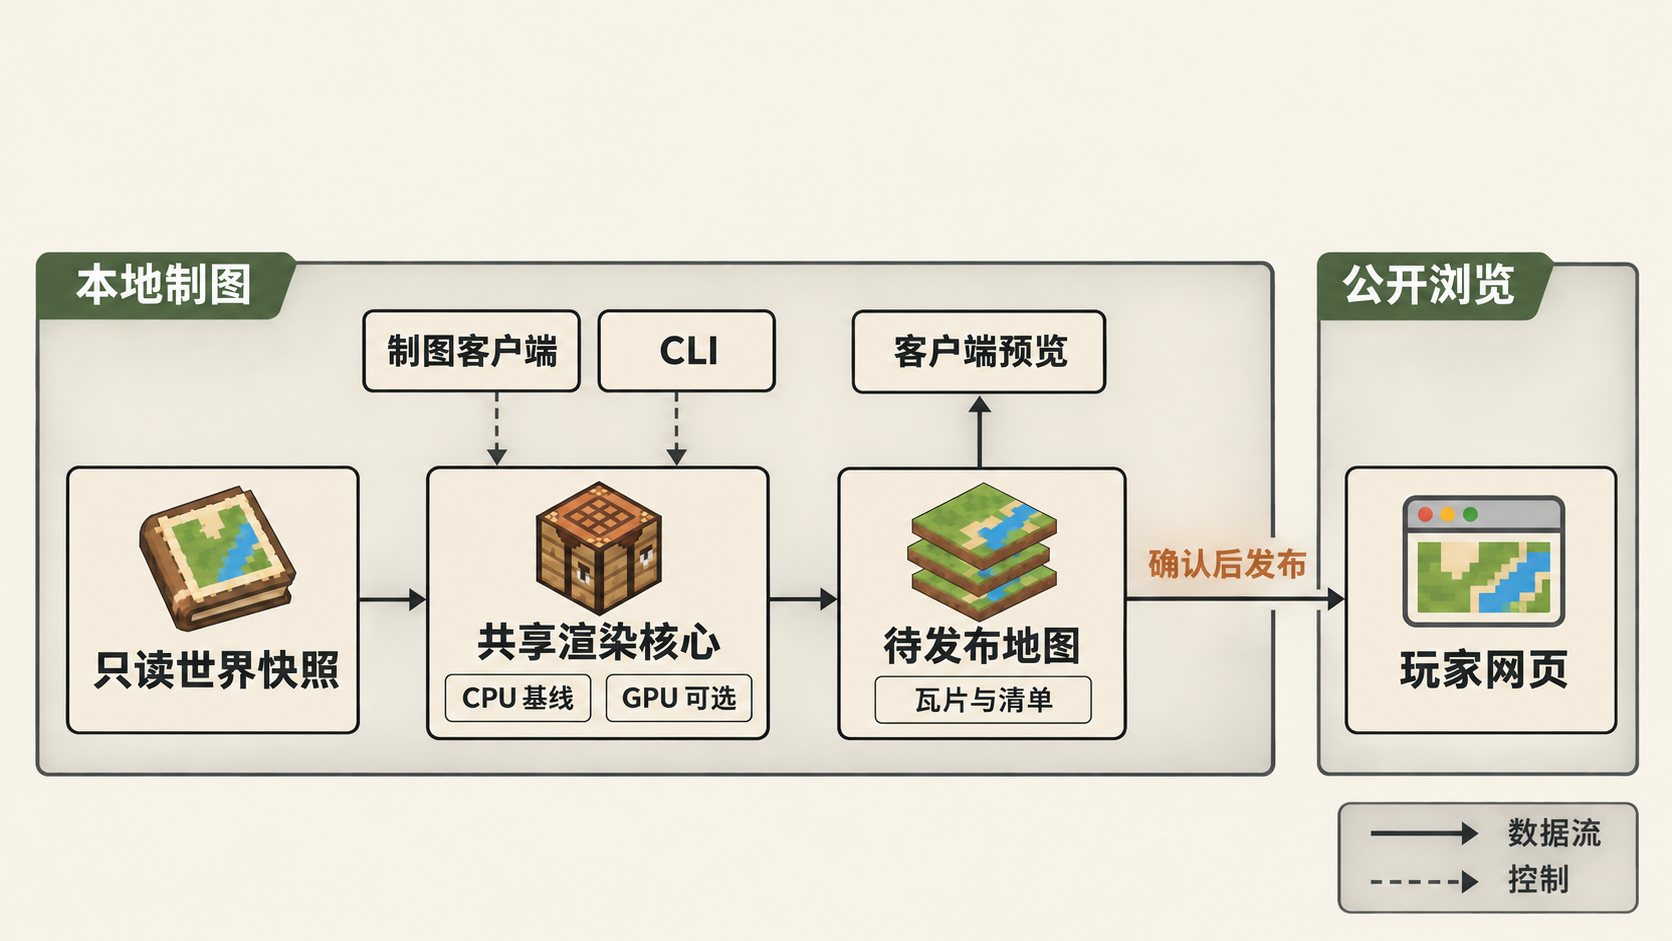 本地制图
公开浏览
制图客户端
CLI
客户端预览
只读世界快照
共享渲染核心
CPU 基线
GPU 可选
待发布地图
瓦片与清单
确认后发布
玩家网页
数据流
控制